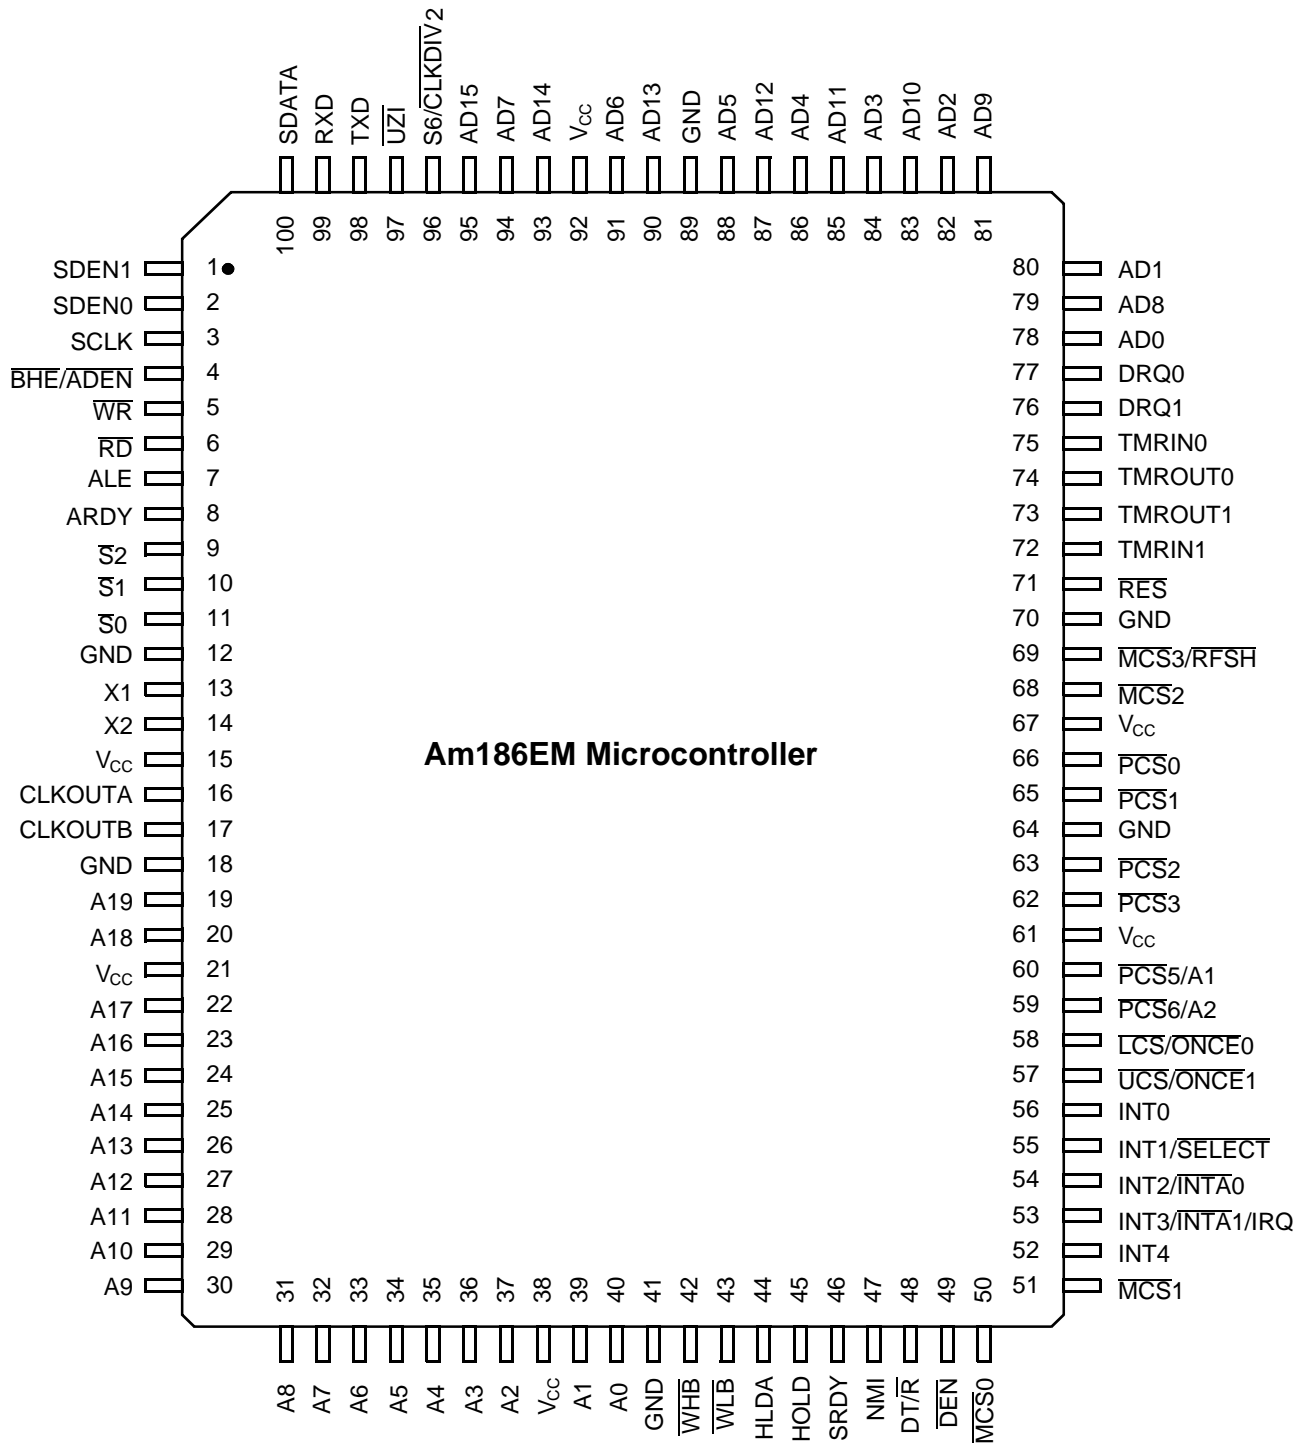 SDATA
RXD
TXD
UZI
S6/CLKDIV2
AD15
AD7
AD14
VCC
AD6
AD13
GND
AD5
AD12
AD4
AD11
AD3
AD10
AD2
AD9
100 99 98 97 96 95 94 93 92 91 90 89 88 87 86 85 84 83 82 81
SDEN1 1
SDEN0 2
SCLK 3
BHE/ADEN 4
WR 5
RD 6
ALE 7
ARDY 8
S2 9
S1 10
S0 11
GND 12
X1 13
X2 14
VCC 15
CLKOUTA 16
CLKOUTB 17
GND 18
A19 19
A18 20
VCC 21
A17 22
A16 23
A15 24
A14 25
A13 26
A12 27
A11 28
A10 29
A9 30
Am186EM Microcontroller
80 AD1
79 AD8
78 AD0
77 DRQ0
76 DRQ1
75 TMRIN0
74 TMROUT0
73 TMROUT1
72 TMRIN1
71 RES
70 GND
69 MCS3/RFSH
68 MCS2
67 VCC
66 PCS0
65 PCS1
64 GND
63 PCS2
62 PCS3
61 VCC
60 PCS5/A1
59 PCS6/A2
58 LCS/ONCE0
57 UCS/ONCE1
56 INT0
55 INT1/SELECT
54 INT2/INTA0
53 INT3/INTA1/IRQ
52 INT4
51 MCS1
31 32 33 34 35 36 37 38 39 40 41 42 43 44 45 46 47 48 49 50
A8
A7
A6
A5
A4
A3
A2
VCC
A1
A0
GND
WHB
WLB
HLDA
HOLD
SRDY
NMI
DT/R
DEN
MCS0